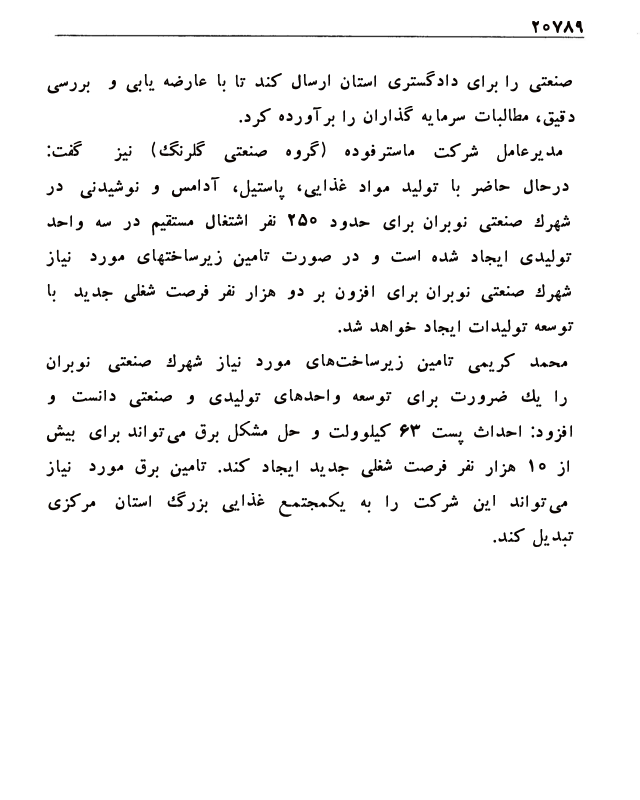 ۲۰۷۸۹
صنعتی را برای دادگستری استان ارسال کند تا با عارضه یابی و بررسی
دقیق، مطالبات سرمایه گذاران را برآورده کرد.
مدیرعامل شرکت ماسترفوده (گروه صنعتی گلرنگ) نیز گفت:
درحال حاضر با تولید مواد غذایی، پاستیل، آدامس و نوشیدنی در
شهرك صنعتی نوبران برای حدود ۲۵۰ نفر اشتغال مستقیم در سه واحد
تولیدی ایجاد شده است و در صورت تامین زیرساختهای مورد نیاز
شهرك صنعتی نوبران برای افزون بر دو هزار نفر فرصت شغلی جدید با
توسعه تولیدات ایجاد خواهد شد.
محمد کریمی تامین زیرساخت‌های مورد نیاز شهرك صنعتی نوبران
را یك ضرورت برای توسعه واحدهای تولیدی و صنعتی دانست و
افزود: احداث پست ۶۳ کیلوولت و حل مشکل برق می‌تواند برای بیش
از ۱۰ هزار نفر فرصت شغلی جدید ایجاد کند. تامین برق مورد نیاز
می‌تواند این شرکت را به یکمجتمع غذایی بزرگ استان مرکزی
تبدیل کند.